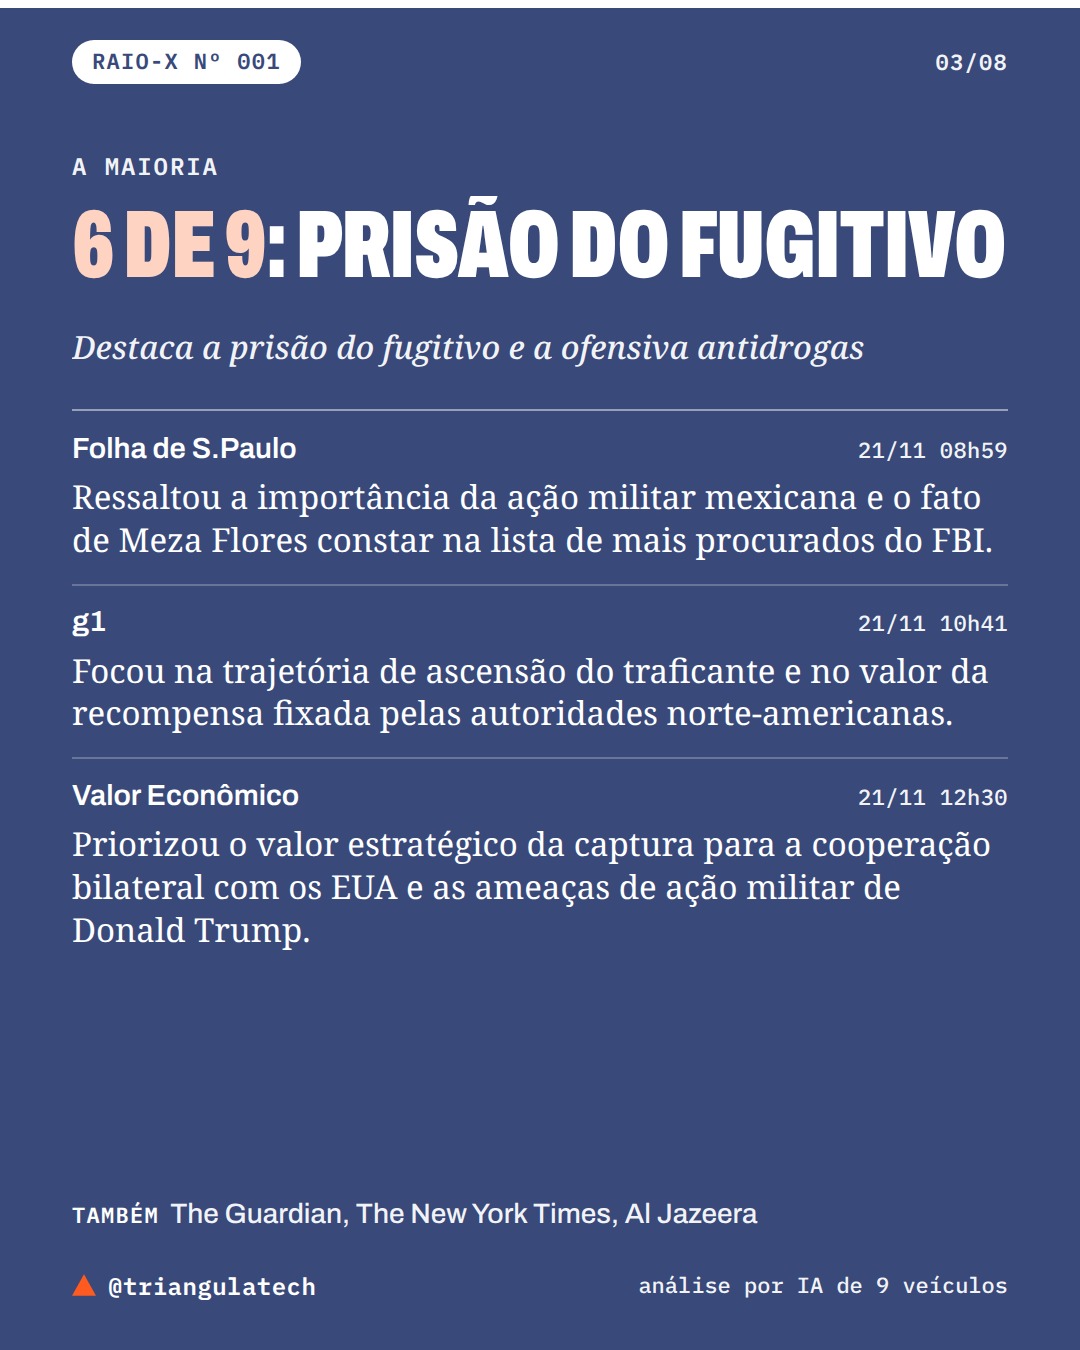 RAIO-X Nº 001
03/08
A MAIORIA
6 DE 9: PRISÃO DO FUGITIVO
Destaca a prisão do fugitivo e a ofensiva antidrogas
Folha de S.Paulo
21/11 08h59
Ressaltou a importância da ação militar mexicana e o fato
de Meza Flores constar na lista de mais procurados do FBI.
g1
21/11 10h41
Focou na trajetória de ascensão do traficante e no valor da
recompensa fixada pelas autoridades norte-americanas.
Valor Econômico
21/11 12h30
Priorizou o valor estratégico da captura para a cooperação
bilateral com os EUA e as ameaças de ação militar de
Donald Trump.
TAMBÉM The Guardian, The New York Times, Al Jazeera
@triangulatech
análise por IA de 9 veículos